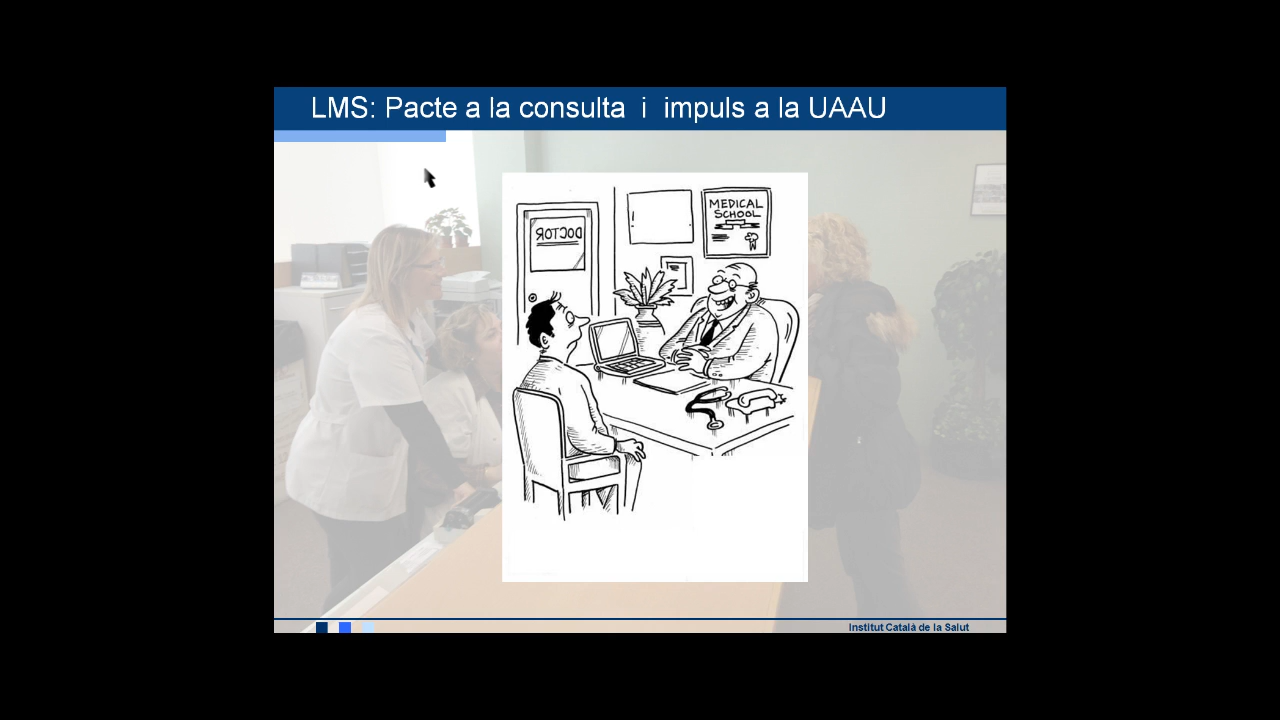 LMS: Pacte a la consulta i impuls a la UAAU
DOCTOR
MEDICAL
SCHOOL
Institut Català de la Salut